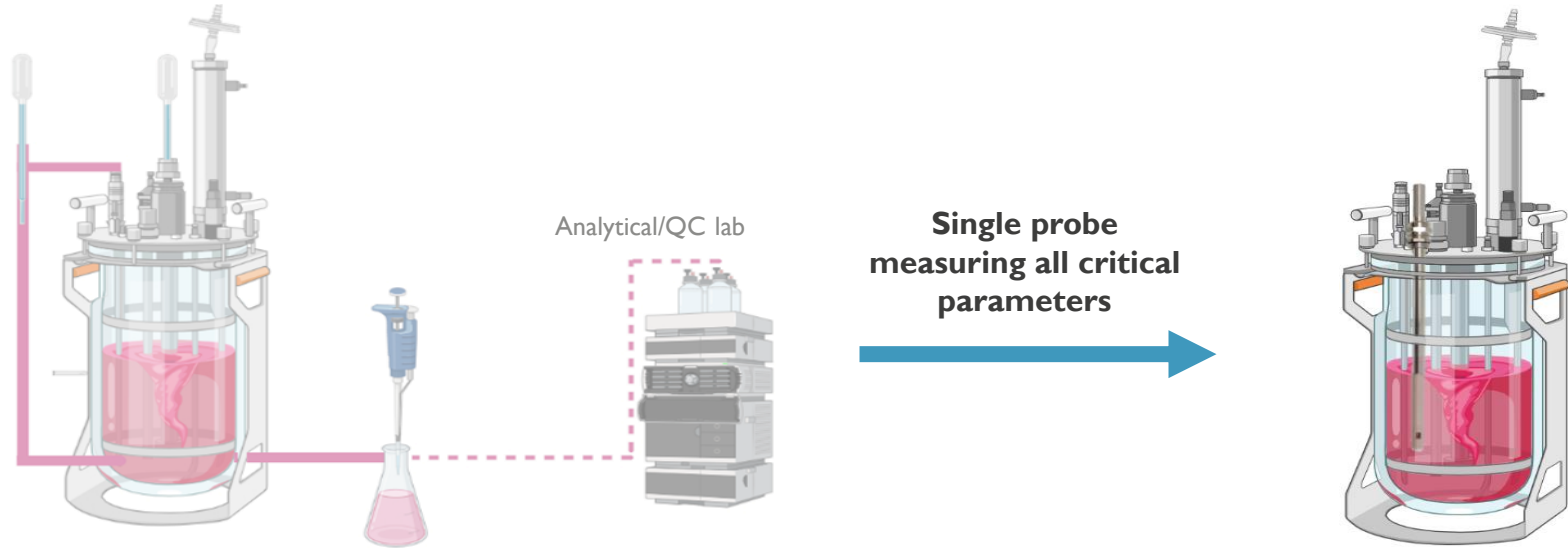 Analytical/QC lab
Single probe
measuring all critical
parameters